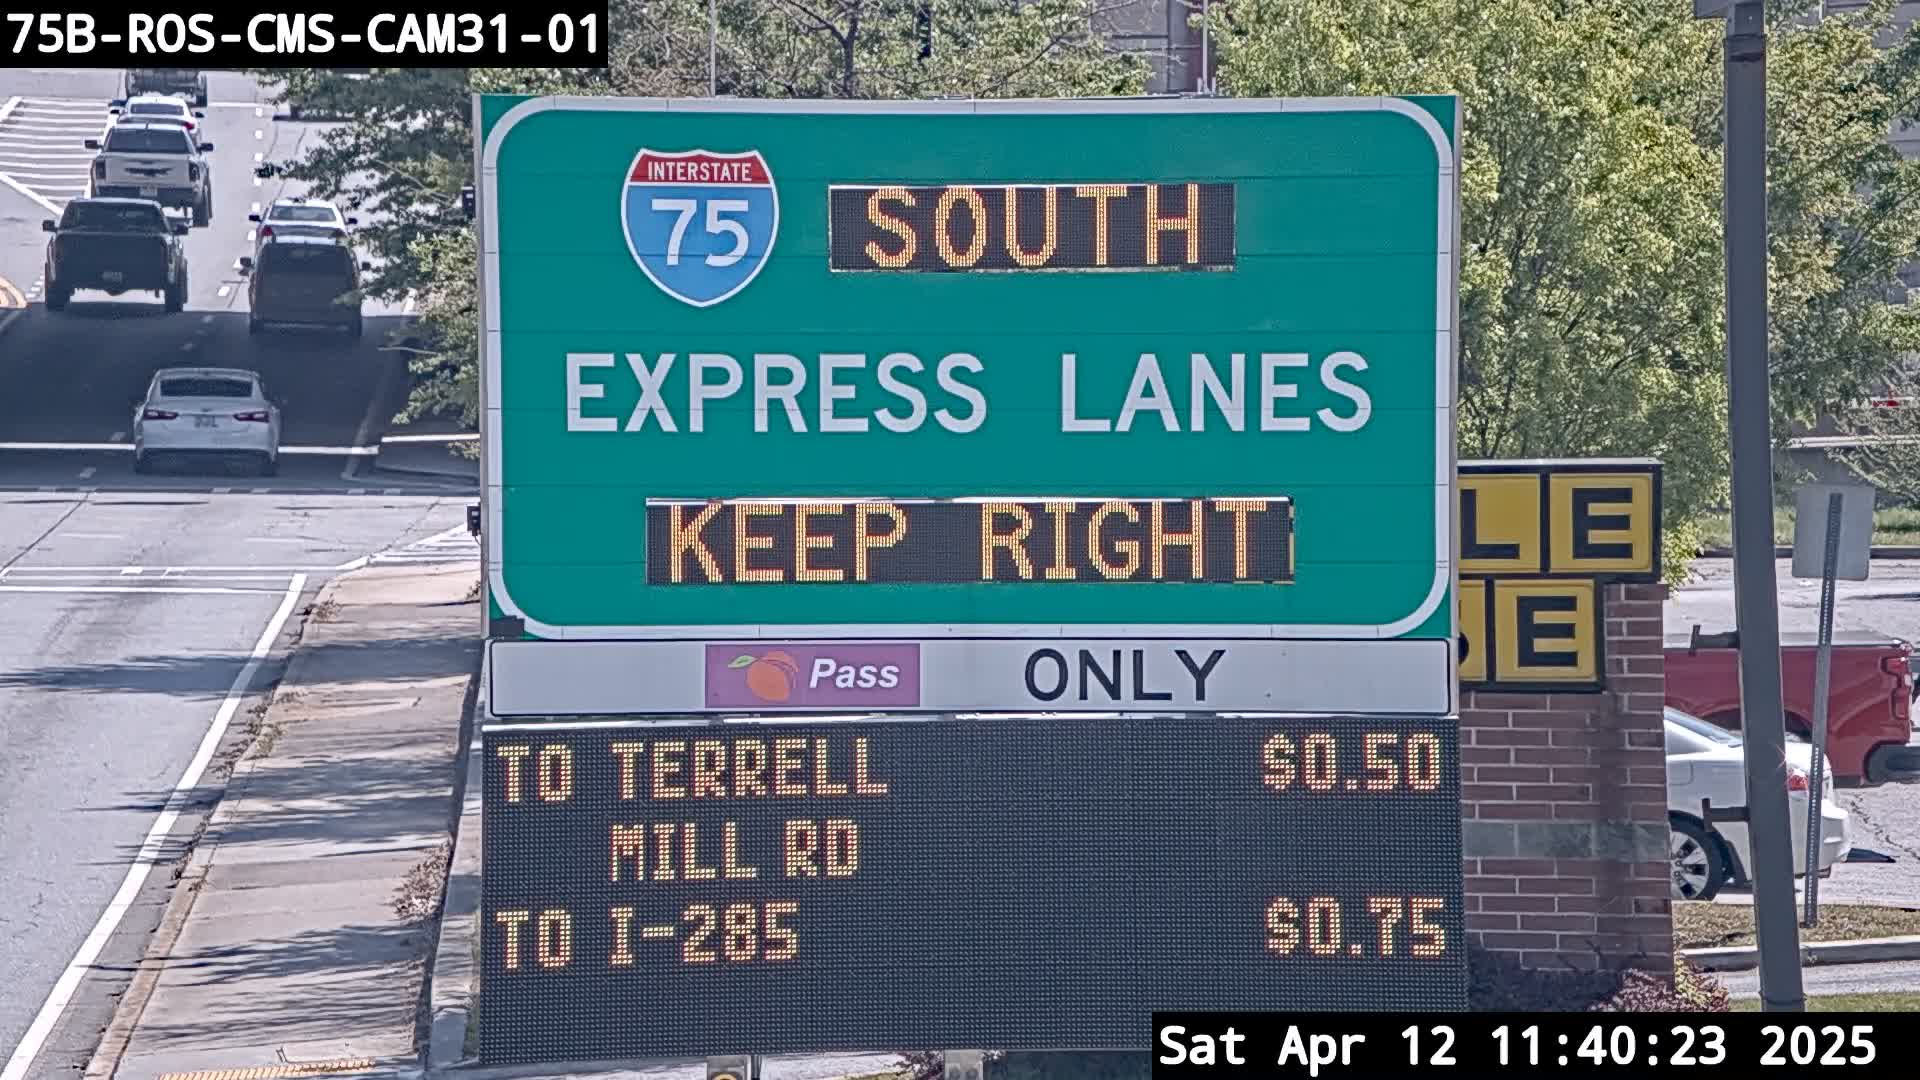 75B-ROS-CMS-CAM31-01
INTERSTATE
75
SOUTH
EXPRESS LANES
KEEP RIGHT
Pass ONLY
TO TERRELL $0.50
MILL RD
TO I-285 $0.75
LE
E
Sat Apr 12 11:40:23 2025